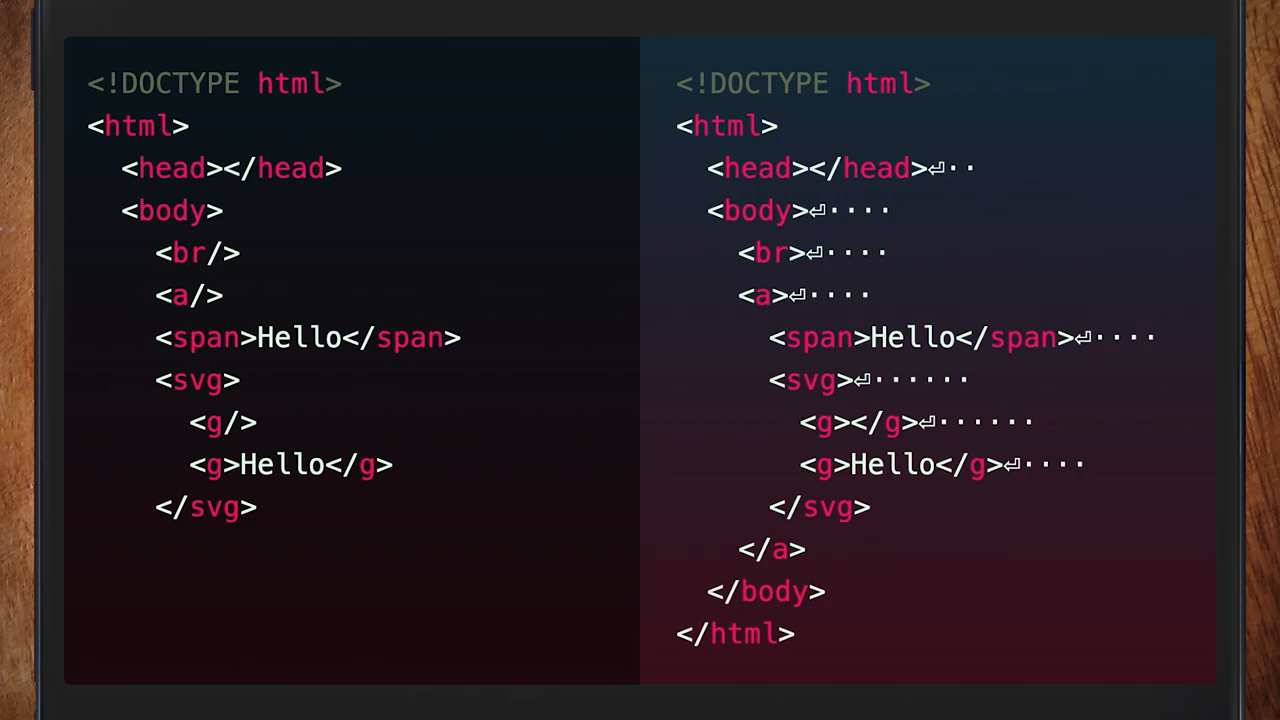 <!DOCTYPE html>
<html>
  <head></head>
  <body>
    <br/>
    <a/>
    <span>Hello</span>
    <svg>
      <g/>
      <g>Hello</g>
    </svg>
<!DOCTYPE html>
<html>
  <head></head>⏎··
  <body>⏎····
    <br>⏎····
    <a>⏎····
      <span>Hello</span>⏎····
      <svg>⏎······
        <g></g>⏎······
        <g>Hello</g>⏎····
      </svg>
    </a>
  </body>
</html>